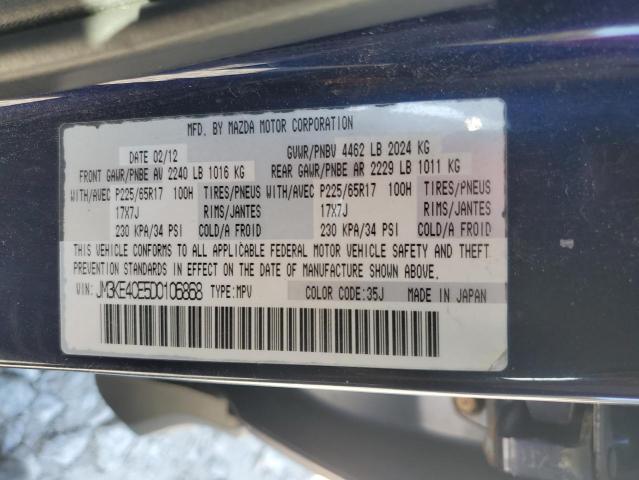 MFD. BY MAZDA MOTOR CORPORATION
DATE 02/12 GVWR/PNBV 4462 LB 2024 KG
FRONT GAWR/PNBE AV 2240 LB 1016 KG REAR GAWR/PNBE AR 2229 LB 1011 KG
WITH/AVEC P225/65R17 100H TIRES/PNEUS WITH/AVEC P225/65R17 100H TIRES/PNEUS
17X7J RIMS/JANTES 17X7J RIMS/JANTES
230 KPA/34 PSI COLD/A FROID 230 KPA/34 PSI COLD/A FROID
THIS VEHICLE CONFORMS TO ALL APPLICABLE FEDERAL MOTOR VEHICLE SAFETY AND THEFT
PREVENTION STANDARDS IN EFFECT ON THE DATE OF MANUFACTURE SHOWN ABOVE.
VIN: JM3KE4CE5D0106868 TYPE:MPV COLOR CODE:35J MADE IN JAPAN